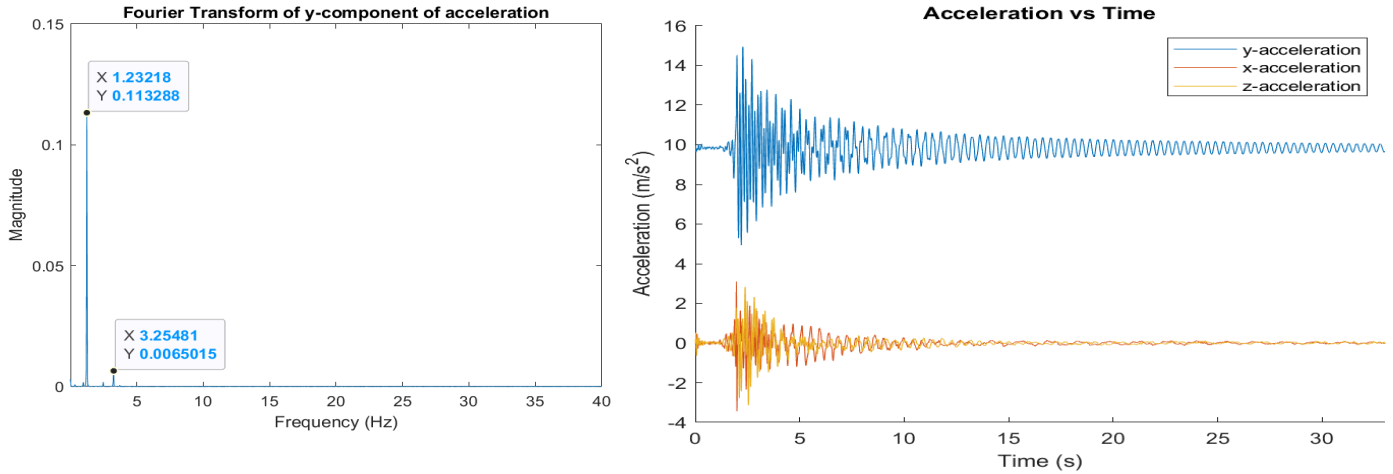 Fourier Transform of y-component of acceleration
0.15
0.1
0.05
0
Magnitude
X 1.23218
Y 0.113288
X 3.25481
Y 0.0065015
5 10 15 20 25 30 35 40
Frequency (Hz)
Acceleration vs Time
16
14
12
10
8
6
4
2
0
-2
-4
Acceleration (m/s²)
y-acceleration
x-acceleration
z-acceleration
0 5 10 15 20 25 30
Time (s)